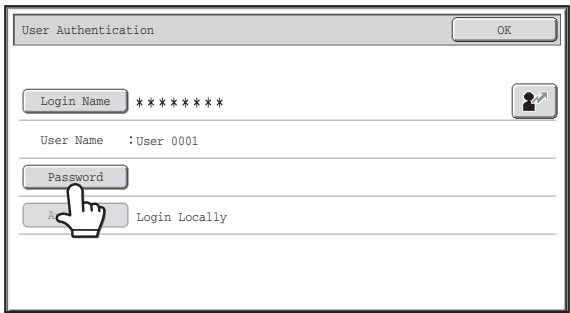 User Authentication
OK
Login Name ********
User Name :User 0001
Password
Login Locally